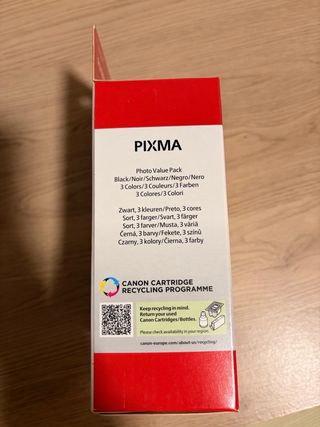 PIXMA
Photo Value Pack
Black/Noir/Schwarz/Negro/Nero
3 Colors/3 Couleurs/3 Farben
3 Colores/3 Colori
Zwart, 3 kleuren/Preto, 3 cores
Sort, 3 farger/Svart, 3 färger
Sort, 3 farver/Musta, 3 väriä
Černá, 3 barvy/Fekete, 3 színű
Czarny, 3 kolory/Čierna, 3 farby
CANON CARTRIDGE
RECYCLING PROGRAMME
Keep recycling in mind.
Return your used
Canon Cartridges/Bottles.
Please check availability in your region.
canon-europe.com/about-us/recycling/